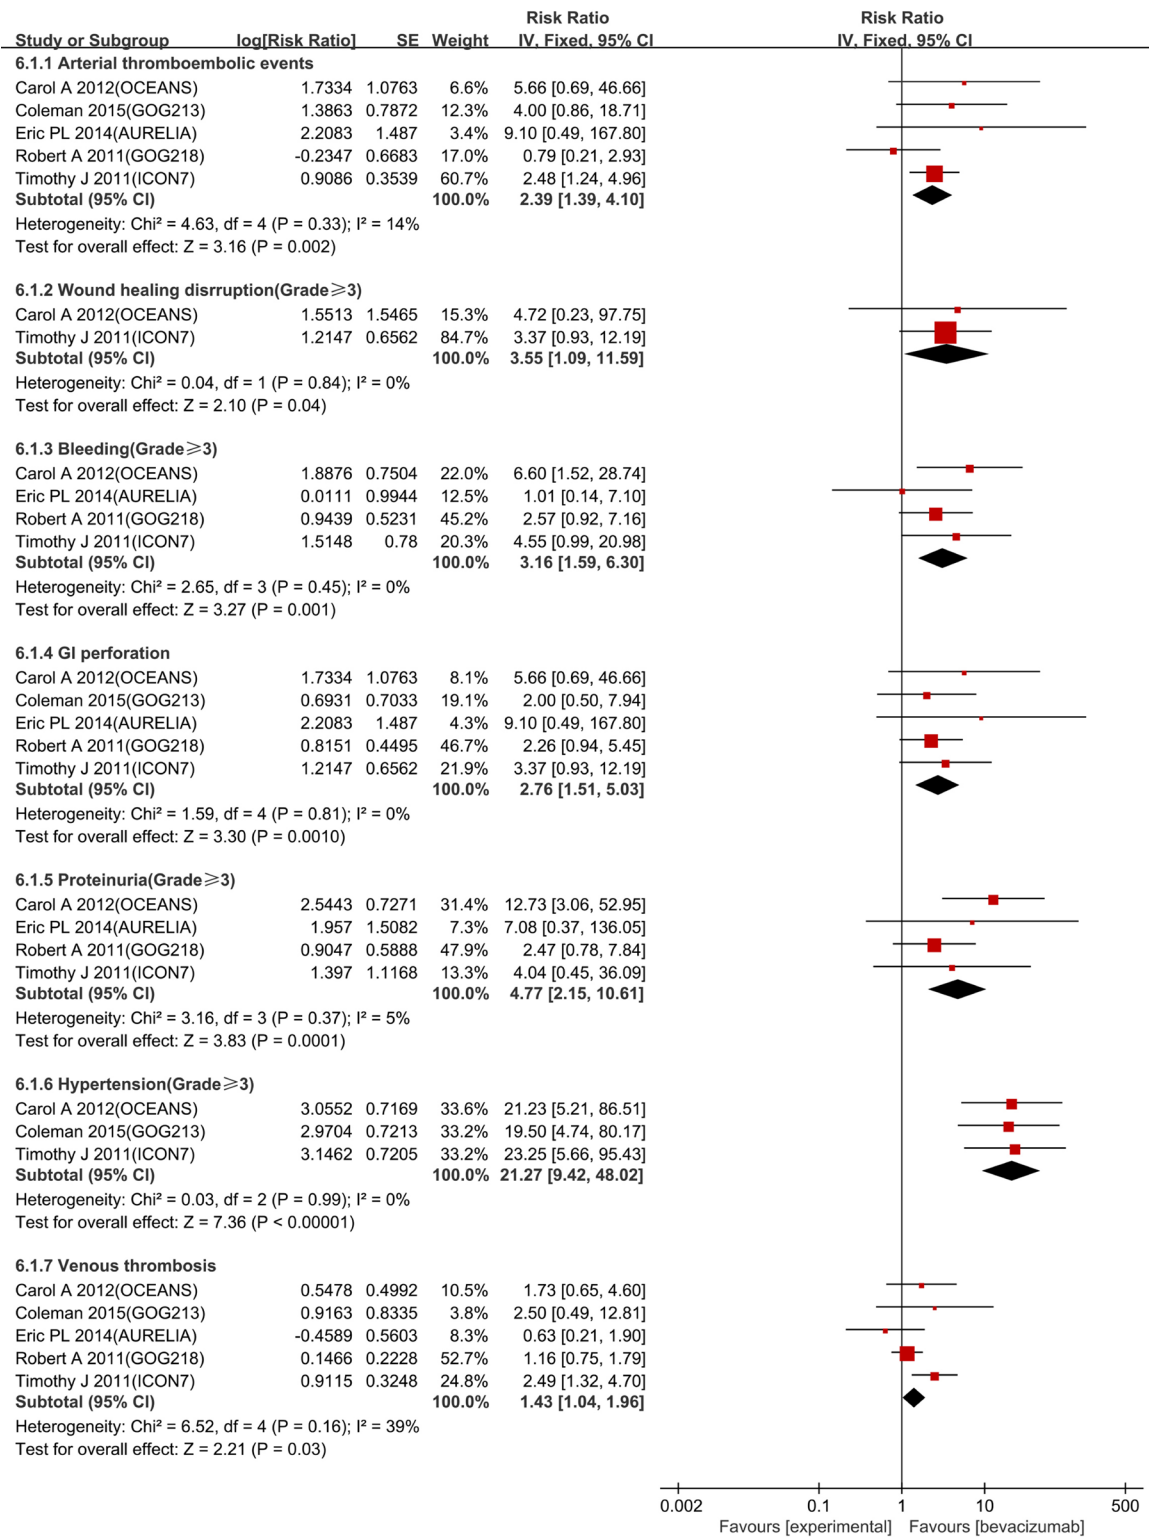 Risk Ratio Risk Ratio
Study or Subgroup log[Risk Ratio] SE Weight IV, Fixed, 95% CI IV, Fixed, 95% CI
6.1.1 Arterial thromboembolic events
Carol A 2012(OCEANS) 1.7334 1.0763 6.6% 5.66 [0.69, 46.66]
Coleman 2015(GOG213) 1.3863 0.7872 12.3% 4.00 [0.86, 18.71]
Eric PL 2014(AURELIA) 2.2083 1.487 3.4% 9.10 [0.49, 167.80]
Robert A 2011(GOG218) -0.2347 0.6683 17.0% 0.79 [0.21, 2.93]
Timothy J 2011(ICON7) 0.9086 0.3539 60.7% 2.48 [1.24, 4.96]
Subtotal (95% CI) 100.0% 2.39 [1.39, 4.10]
Heterogeneity: Chi² = 4.63, df = 4 (P = 0.33); I² = 14%
Test for overall effect: Z = 3.16 (P = 0.002)
6.1.2 Wound healing disrruption(Grade≥3)
Carol A 2012(OCEANS) 1.5513 1.5465 15.3% 4.72 [0.23, 97.75]
Timothy J 2011(ICON7) 1.2147 0.6562 84.7% 3.37 [0.93, 12.19]
Subtotal (95% CI) 100.0% 3.55 [1.09, 11.59]
Heterogeneity: Chi² = 0.04, df = 1 (P = 0.84); I² = 0%
Test for overall effect: Z = 2.10 (P = 0.04)
6.1.3 Bleeding(Grade≥3)
Carol A 2012(OCEANS) 1.8876 0.7504 22.0% 6.60 [1.52, 28.74]
Eric PL 2014(AURELIA) 0.0111 0.9944 12.5% 1.01 [0.14, 7.10]
Robert A 2011(GOG218) 0.9439 0.5231 45.2% 2.57 [0.92, 7.16]
Timothy J 2011(ICON7) 1.5148 0.78 20.3% 4.55 [0.99, 20.98]
Subtotal (95% CI) 100.0% 3.16 [1.59, 6.30]
Heterogeneity: Chi² = 2.65, df = 3 (P = 0.45); I² = 0%
Test for overall effect: Z = 3.27 (P = 0.001)
6.1.4 GI perforation
Carol A 2012(OCEANS) 1.7334 1.0763 8.1% 5.66 [0.69, 46.66]
Coleman 2015(GOG213) 0.6931 0.7033 19.1% 2.00 [0.50, 7.94]
Eric PL 2014(AURELIA) 2.2083 1.487 4.3% 9.10 [0.49, 167.80]
Robert A 2011(GOG218) 0.8151 0.4495 46.7% 2.26 [0.94, 5.45]
Timothy J 2011(ICON7) 1.2147 0.6562 21.9% 3.37 [0.93, 12.19]
Subtotal (95% CI) 100.0% 2.76 [1.51, 5.03]
Heterogeneity: Chi² = 1.59, df = 4 (P = 0.81); I² = 0%
Test for overall effect: Z = 3.30 (P = 0.0010)
6.1.5 Proteinuria(Grade≥3)
Carol A 2012(OCEANS) 2.5443 0.7271 31.4% 12.73 [3.06, 52.95]
Eric PL 2014(AURELIA) 1.957 1.5082 7.3% 7.08 [0.37, 136.05]
Robert A 2011(GOG218) 0.9047 0.5888 47.9% 2.47 [0.78, 7.84]
Timothy J 2011(ICON7) 1.397 1.1168 13.3% 4.04 [0.45, 36.09]
Subtotal (95% CI) 100.0% 4.77 [2.15, 10.61]
Heterogeneity: Chi² = 3.16, df = 3 (P = 0.37); I² = 5%
Test for overall effect: Z = 3.83 (P = 0.0001)
6.1.6 Hypertension(Grade≥3)
Carol A 2012(OCEANS) 3.0552 0.7169 33.6% 21.23 [5.21, 86.51]
Coleman 2015(GOG213) 2.9704 0.7213 33.2% 19.50 [4.74, 80.17]
Timothy J 2011(ICON7) 3.1462 0.7205 33.2% 23.25 [5.66, 95.43]
Subtotal (95% CI) 100.0% 21.27 [9.42, 48.02]
Heterogeneity: Chi² = 0.03, df = 2 (P = 0.99); I² = 0%
Test for overall effect: Z = 7.36 (P < 0.00001)
6.1.7 Venous thrombosis
Carol A 2012(OCEANS) 0.5478 0.4992 10.5% 1.73 [0.65, 4.60]
Coleman 2015(GOG213) 0.9163 0.8335 3.8% 2.50 [0.49, 12.81]
Eric PL 2014(AURELIA) -0.4589 0.5603 8.3% 0.63 [0.21, 1.90]
Robert A 2011(GOG218) 0.1466 0.2228 52.7% 1.16 [0.75, 1.79]
Timothy J 2011(ICON7) 0.9115 0.3248 24.8% 2.49 [1.32, 4.70]
Subtotal (95% CI) 100.0% 1.43 [1.04, 1.96]
Heterogeneity: Chi² = 6.52, df = 4 (P = 0.16); I² = 39%
Test for overall effect: Z = 2.21 (P = 0.03)
0.002 0.1 1 10 500
Favours [experimental] Favours [bevacizumab]